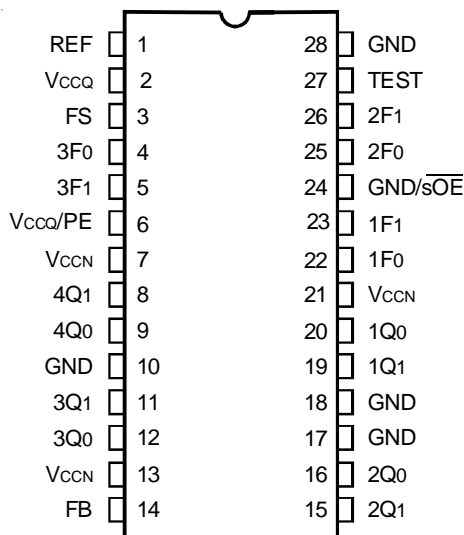 REF 1 28 GND
VCCQ 2 27 TEST
FS 3 26 2F1
3F0 4 25 2F0
3F1 5 24 GND/s̅O̅E̅
VCCQ/PE 6 23 1F1
VCCN 7 22 1F0
4Q1 8 21 VCCN
4Q0 9 20 1Q0
GND 10 19 1Q1
3Q1 11 18 GND
3Q0 12 17 GND
VCCN 13 16 2Q0
FB 14 15 2Q1